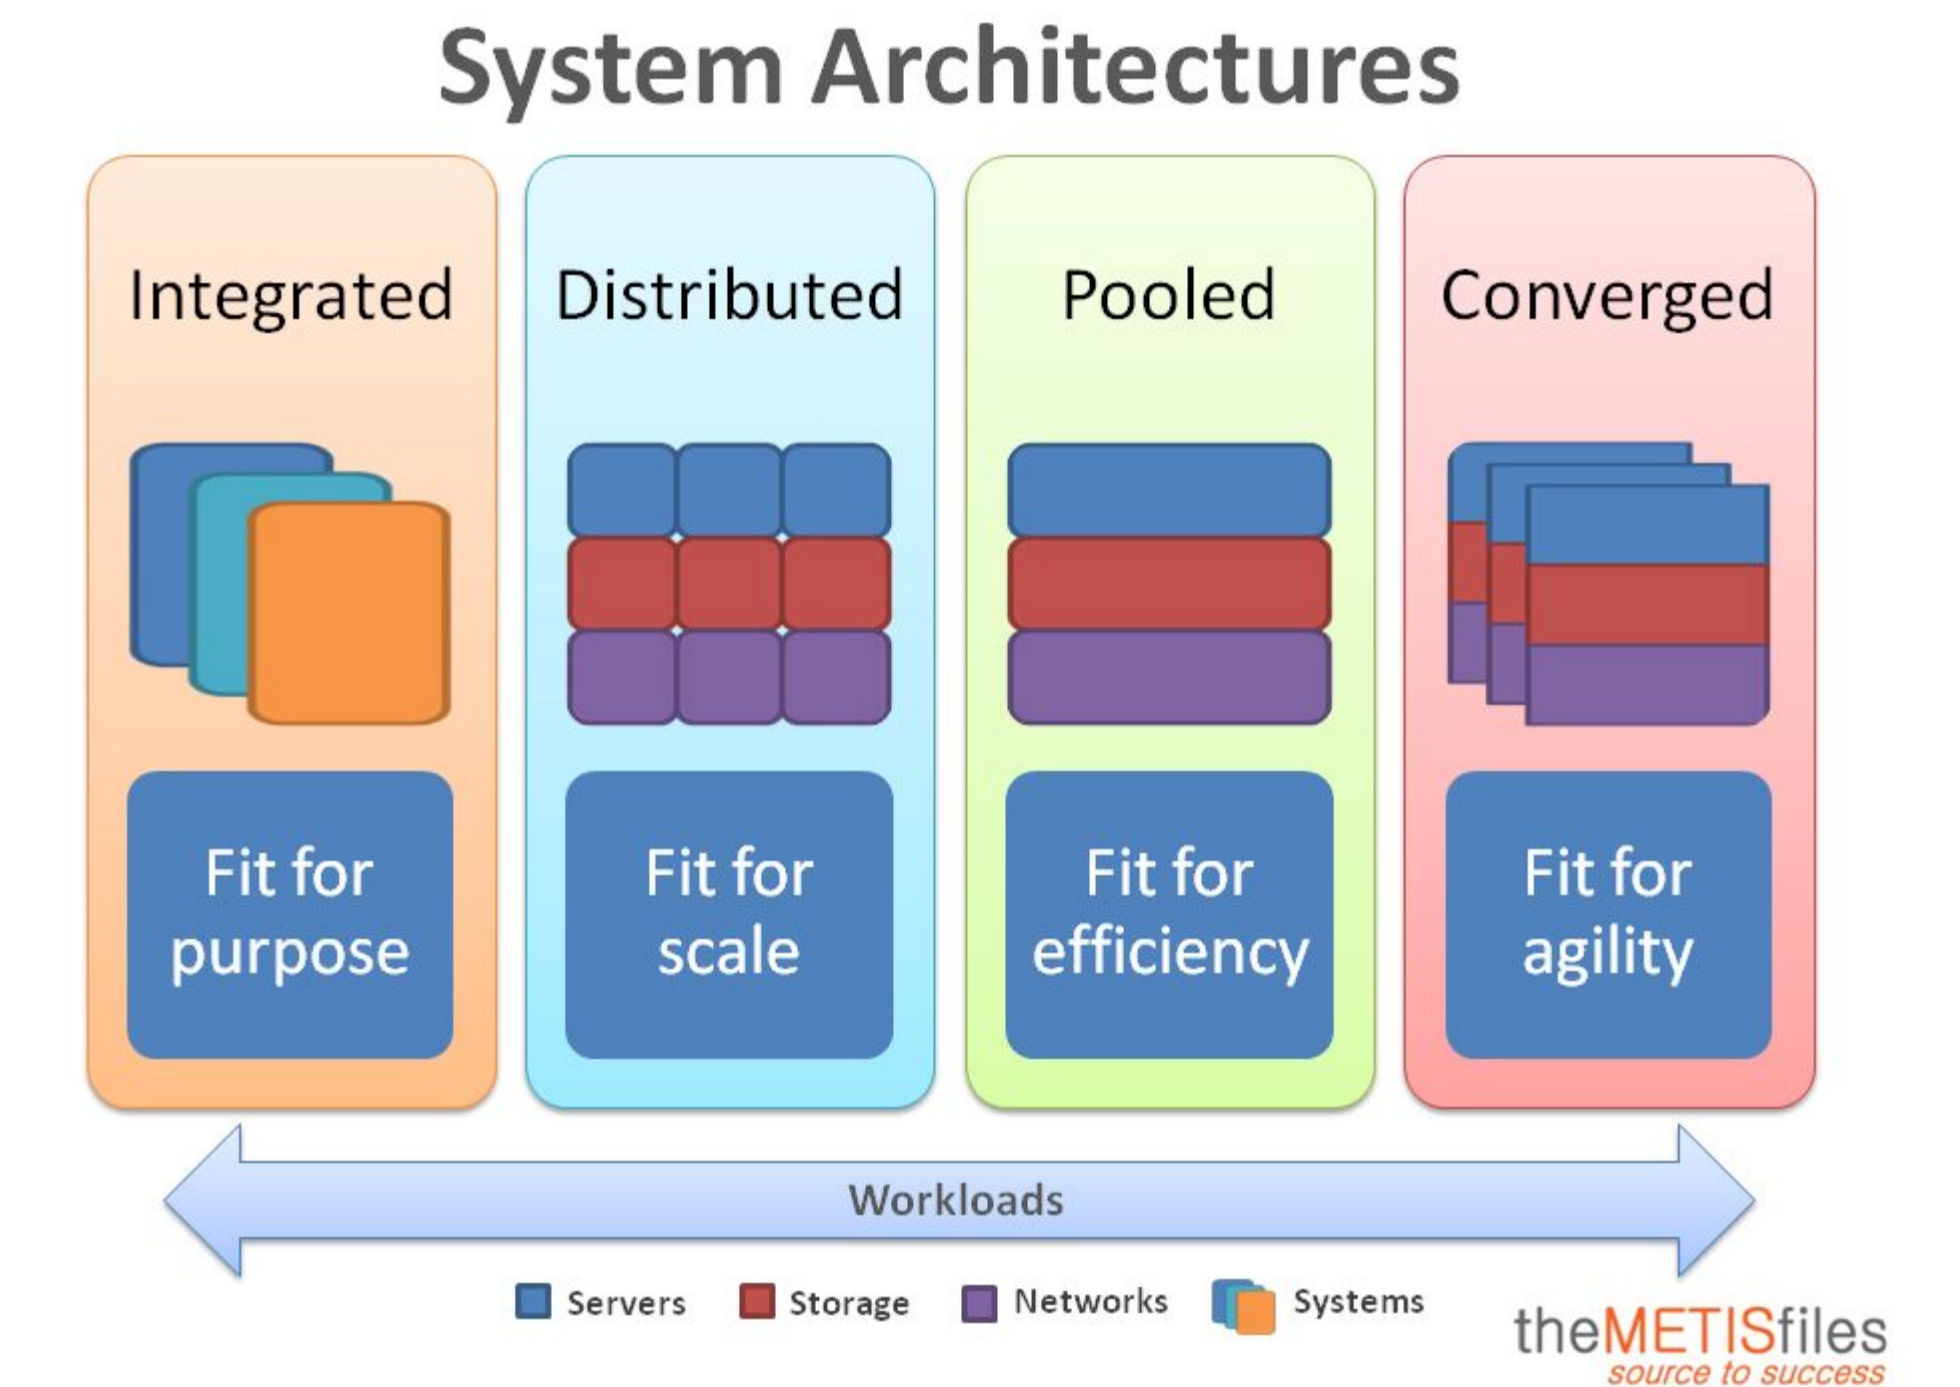 System Architectures
Integrated
Distributed
Pooled
Converged
Fit for
purpose
Fit for
scale
Fit for
efficiency
Fit for
agility
Workloads
Servers
Storage
Networks
Systems
theMETISfiles
source to success